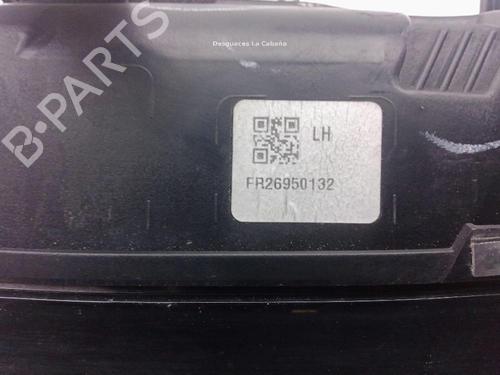 Desguaces La Cabaña
B-PARTS
LH
FR26950132